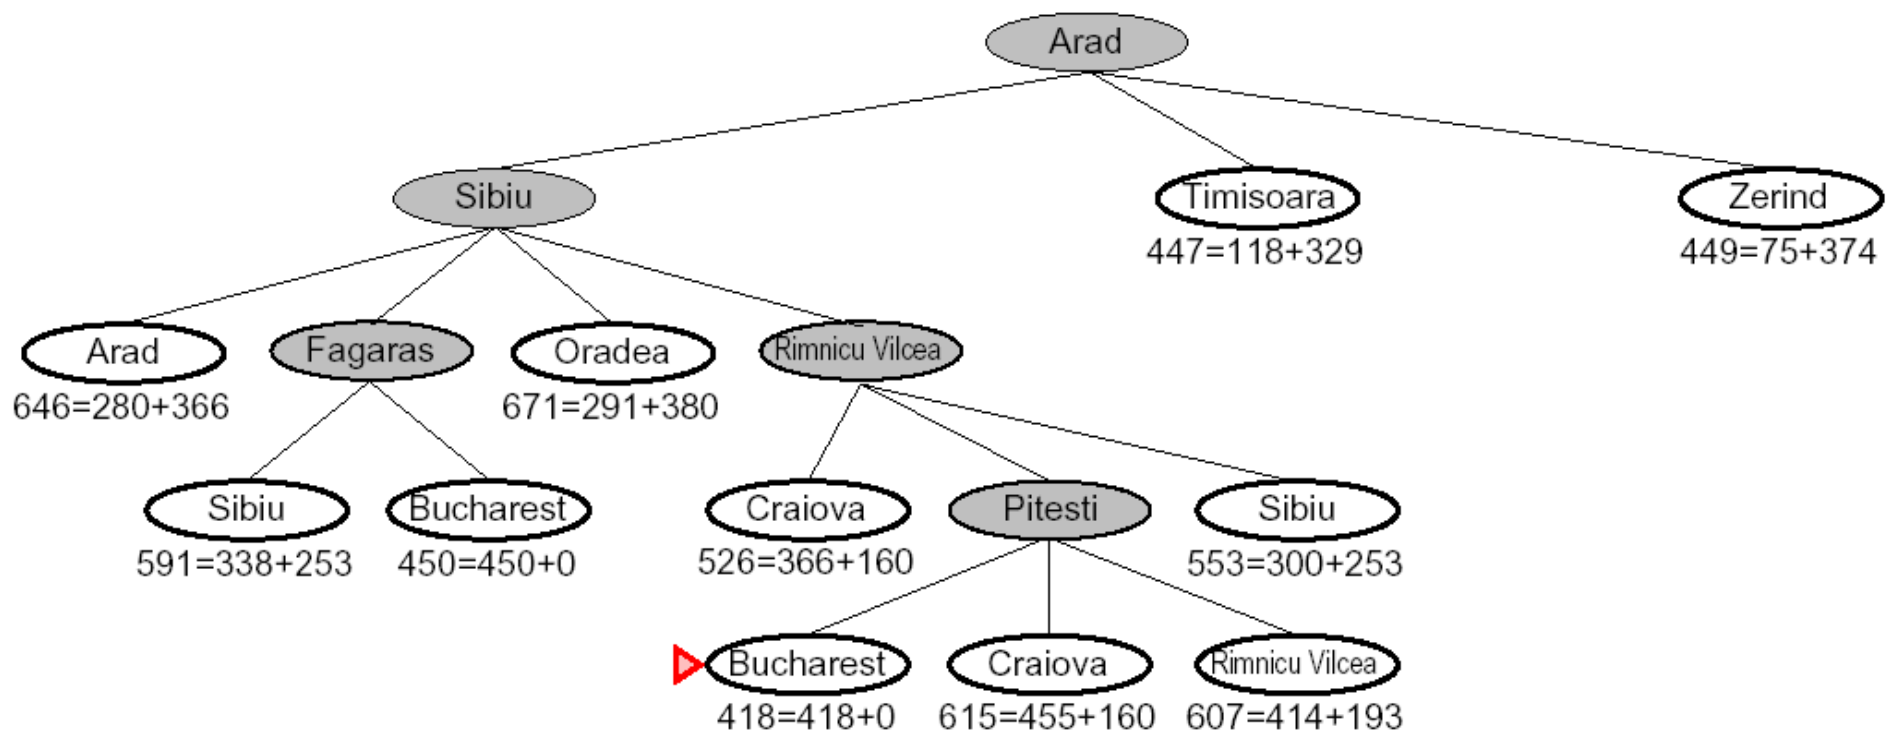 Arad
Sibiu
Timisoara
Zerind
447=118+329
449=75+374
Arad
Fagaras
Oradea
Rimnicu Vilcea
646=280+366
671=291+380
Sibiu
Bucharest
Craiova
Pitesti
Sibiu
591=338+253
450=450+0
526=366+160
553=300+253
Bucharest
Craiova
Rimnicu Vilcea
418=418+0
615=455+160
607=414+193